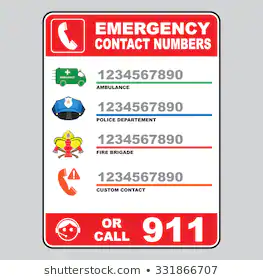 EMERGENCY
CONTACT NUMBERS
1234567890
AMBULANCE
1234567890
POLICE DEPARTEMENT
1234567890
FIRE BRIGADE
1234567890
CUSTOM CONTACT
OR
CALL 911
shutterstock.com • 331866707